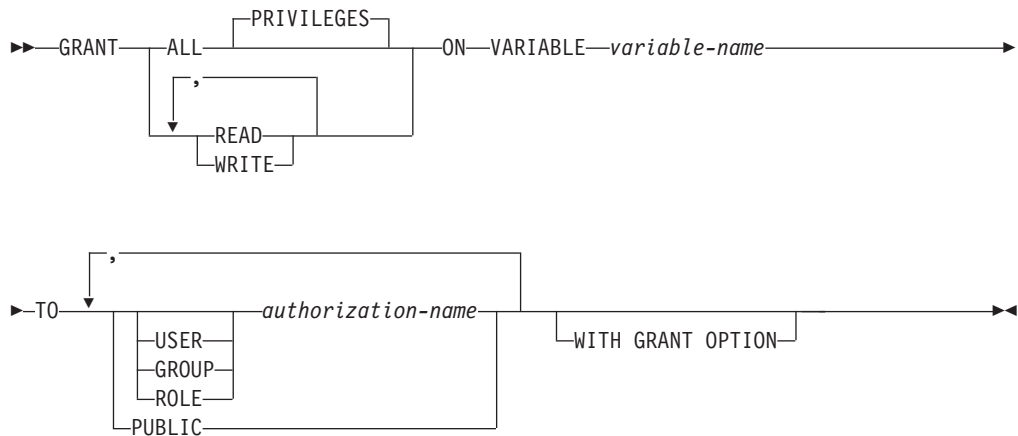 PRIVILEGES
GRANT ALL ON VARIABLE variable-name
,
READ
WRITE
,
TO authorization-name
USER WITH GRANT OPTION
GROUP
ROLE
PUBLIC